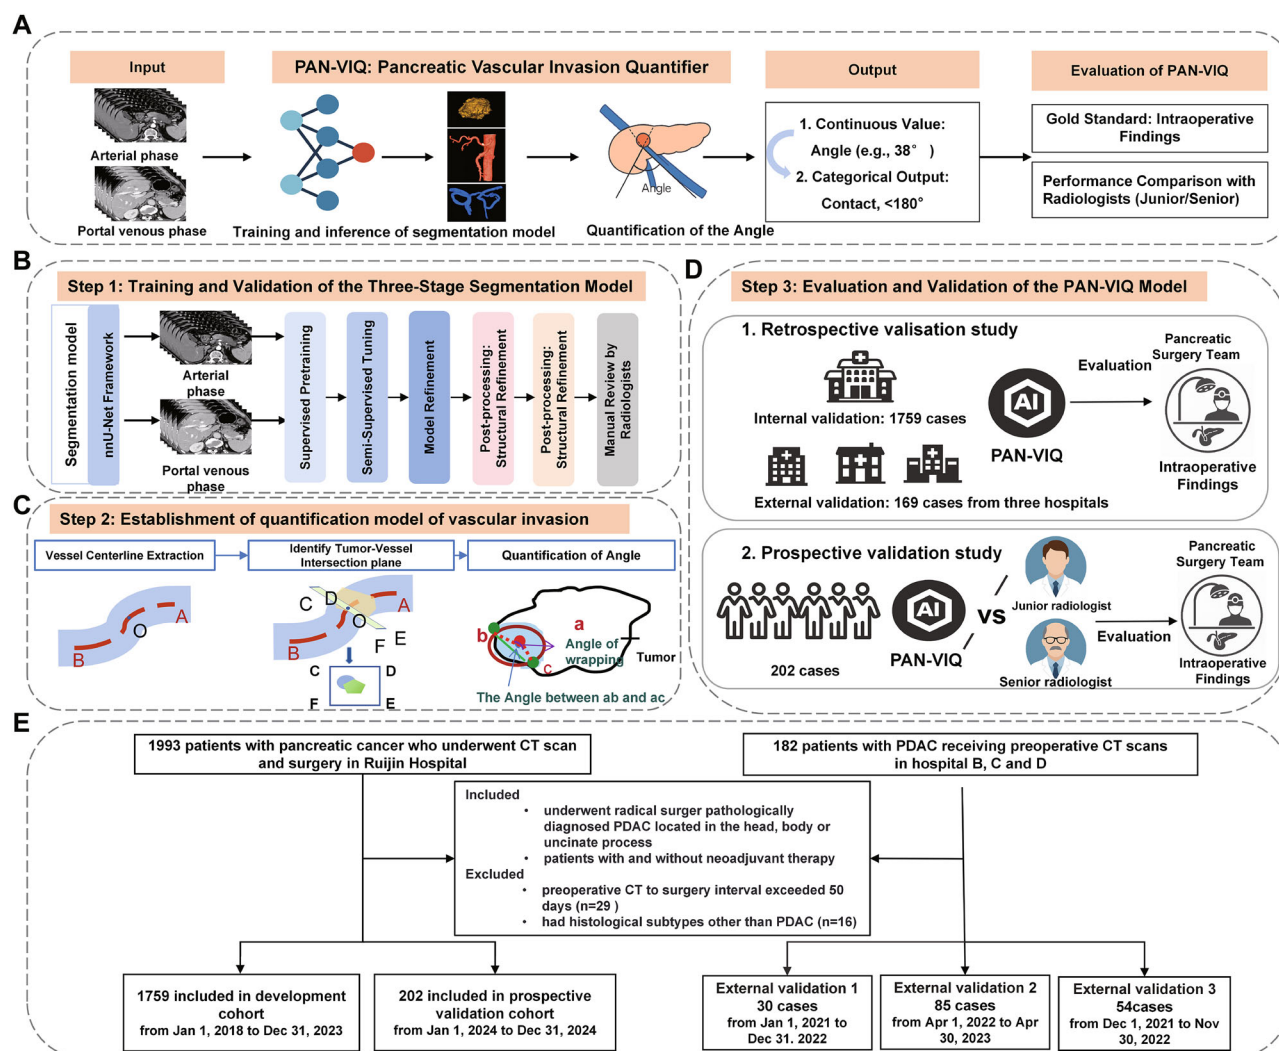 A
Input
PAN-VIQ: Pancreatic Vascular Invasion Quantifier
Output
Evaluation of PAN-VIQ
Arterial phase
Portal venous phase
Training and inference of segmentation model
Angle
Quantification of the Angle
1. Continuous Value:
Angle (e.g., 38° )
2. Categorical Output:
Contact, <180°
Gold Standard: Intraoperative
Findings
Performance Comparison with
Radiologists (Junior/Senior)
B
Step 1: Training and Validation of the Three-Stage Segmentation Model
Segmentation model
nnU-Net Framework
Arterial
phase
Portal venous
phase
Supervised Pretraining
Semi-Supervised Tuning
Model Refinement
Post-processing:
Structural Refinement
Post-processing:
Structural Refinement
Manual Review by
Radiologists
C
Step 2: Establishment of quantification model of vascular invasion
Vessel Centerline Extraction
Identify Tumor-Vessel
Intersection plane
Quantification of Angle
A
O
B
C
D
A
O
E
F
B
C
D
F
E
a
b
c
Angle of
wrapping
Tumor
The Angle between ab and ac
D
Step 3: Evaluation and Validation of the PAN-VIQ Model
1. Retrospective valisation study
Internal validation: 1759 cases
External validation: 169 cases from three hospitals
AI
PAN-VIQ
Evaluation
Pancreatic
Surgery Team
Intraoperative
Findings
2. Prospective validation study
202 cases
AI
PAN-VIQ
VS
Junior radiologist
Senior radiologist
Evaluation
Pancreatic
Surgery Team
Intraoperative
Findings
E
1993 patients with pancreatic cancer who underwent CT scan
and surgery in Ruijin Hospital
182 patients with PDAC receiving preoperative CT scans
in hospital B, C and D
Included
• underwent radical surger pathologically
diagnosed PDAC located in the head, body or
uncinate process
• patients with and without neoadjuvant therapy
Excluded
• preoperative CT to surgery interval exceeded 50
days (n=29 )
• had histological subtypes other than PDAC (n=16)
1759 included in development
cohort
from Jan 1, 2018 to Dec 31, 2023
202 included in prospective
validation cohort
from Jan 1, 2024 to Dec 31, 2024
External validation 1
30 cases
from Jan 1, 2021 to
Dec 31. 2022
External validation 2
85 cases
from Apr 1, 2022 to Apr
30, 2023
External validation 3
54cases
from Dec 1, 2021 to Nov
30, 2022